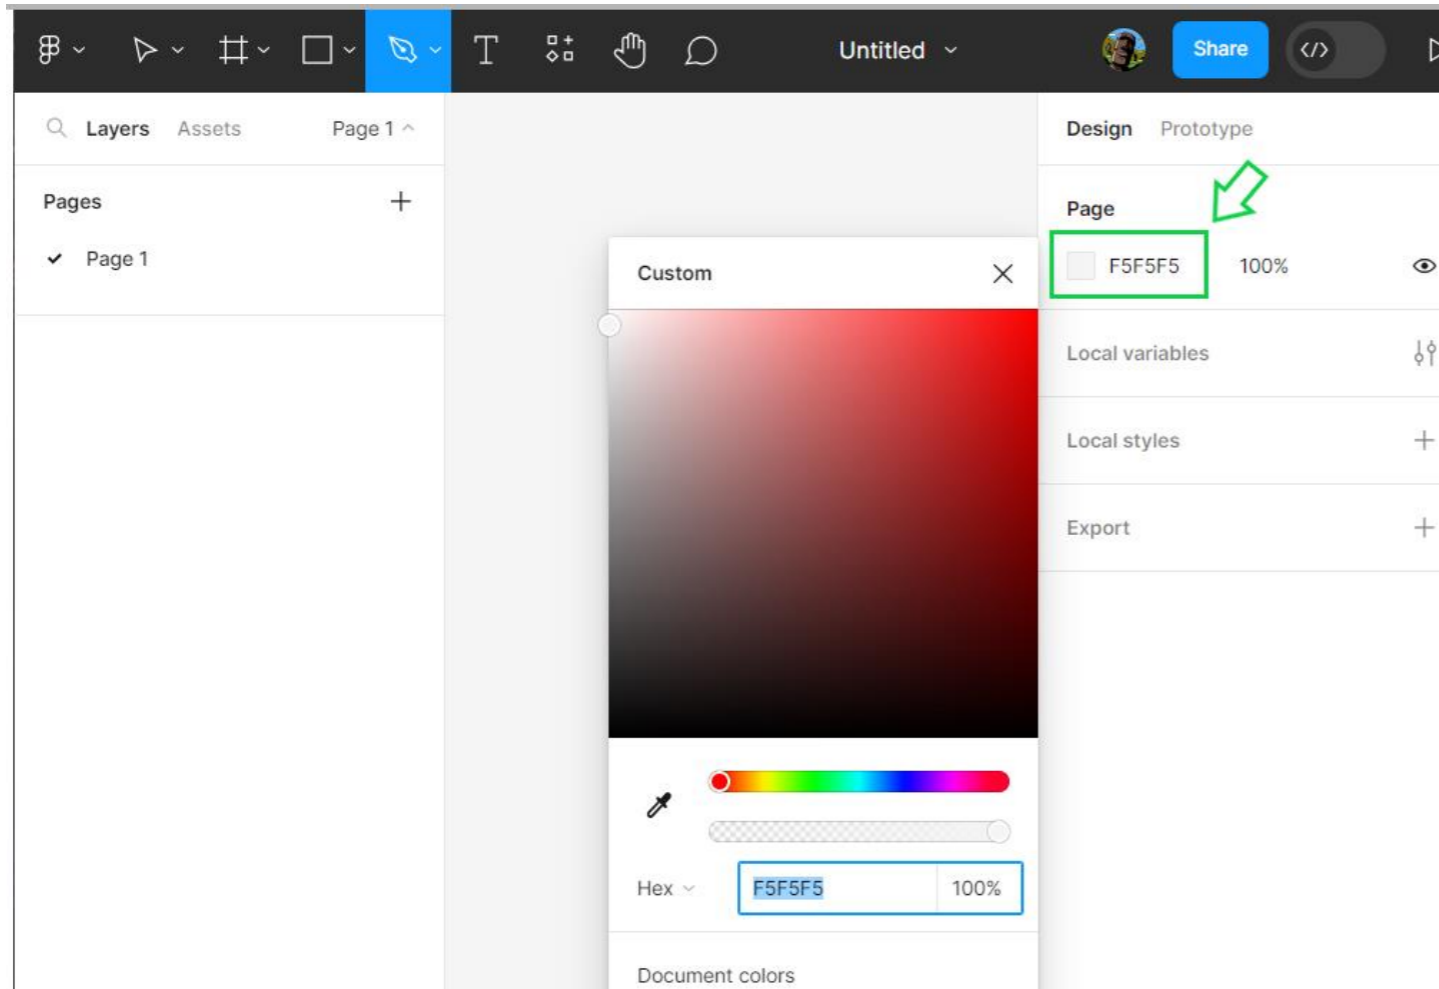 Untitled
Share
Layers Assets Page 1
Design Prototype
Pages
Page 1
Page
F5F5F5 100%
Custom
Local variables
Local styles
Export
Hex F5F5F5 100%
Document colors